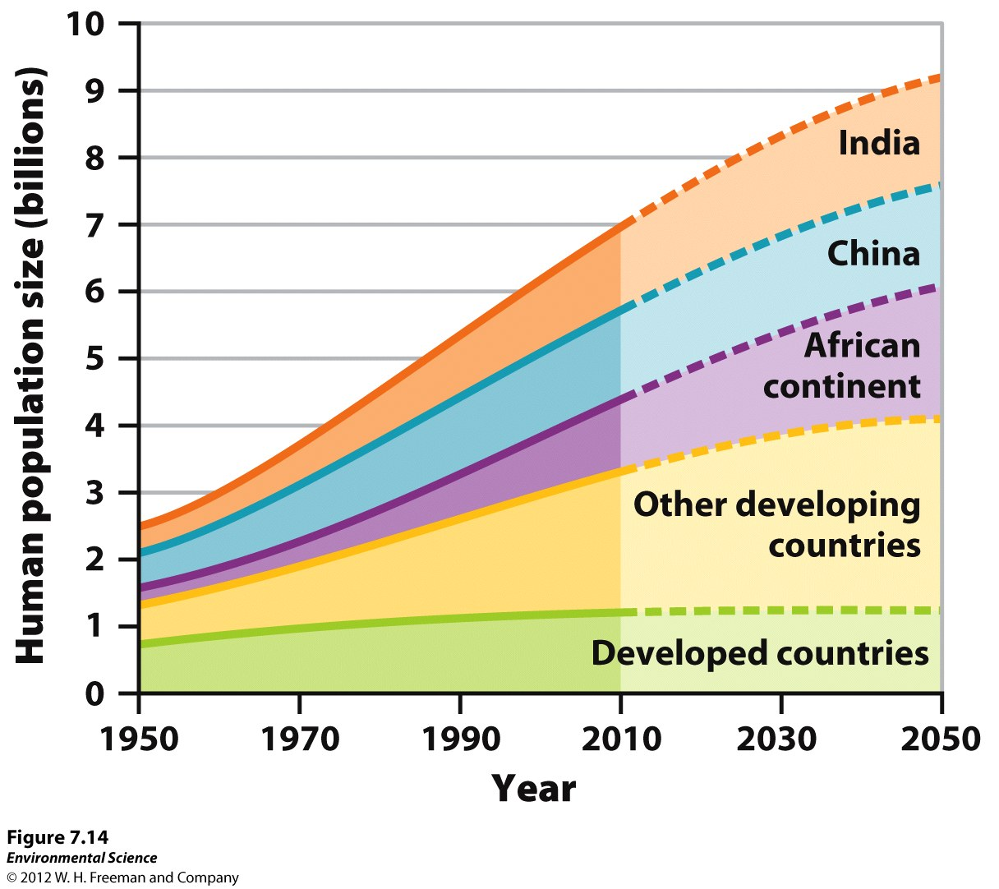 Human population size (billions)
10
9
8
7
6
5
4
3
2
1
0
India
China
African
continent
Other developing
countries
Developed countries
1950 1970 1990 2010 2030 2050
Year
Figure 7.14
Environmental Science
© 2012 W. H. Freeman and Company